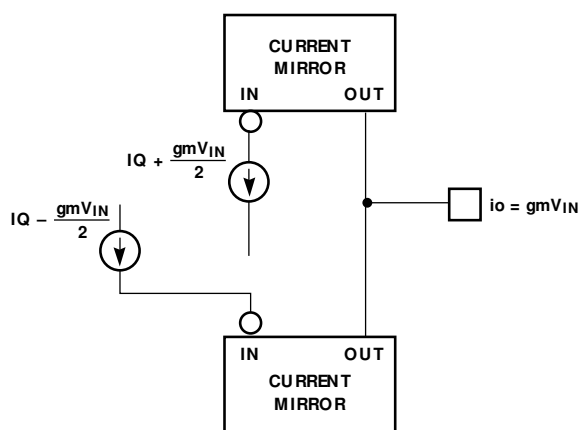 CURRENT
MIRROR
IN OUT
IQ + gmVIN
2
IQ – gmVIN
2
io = gmVIN
IN OUT
CURRENT
MIRROR